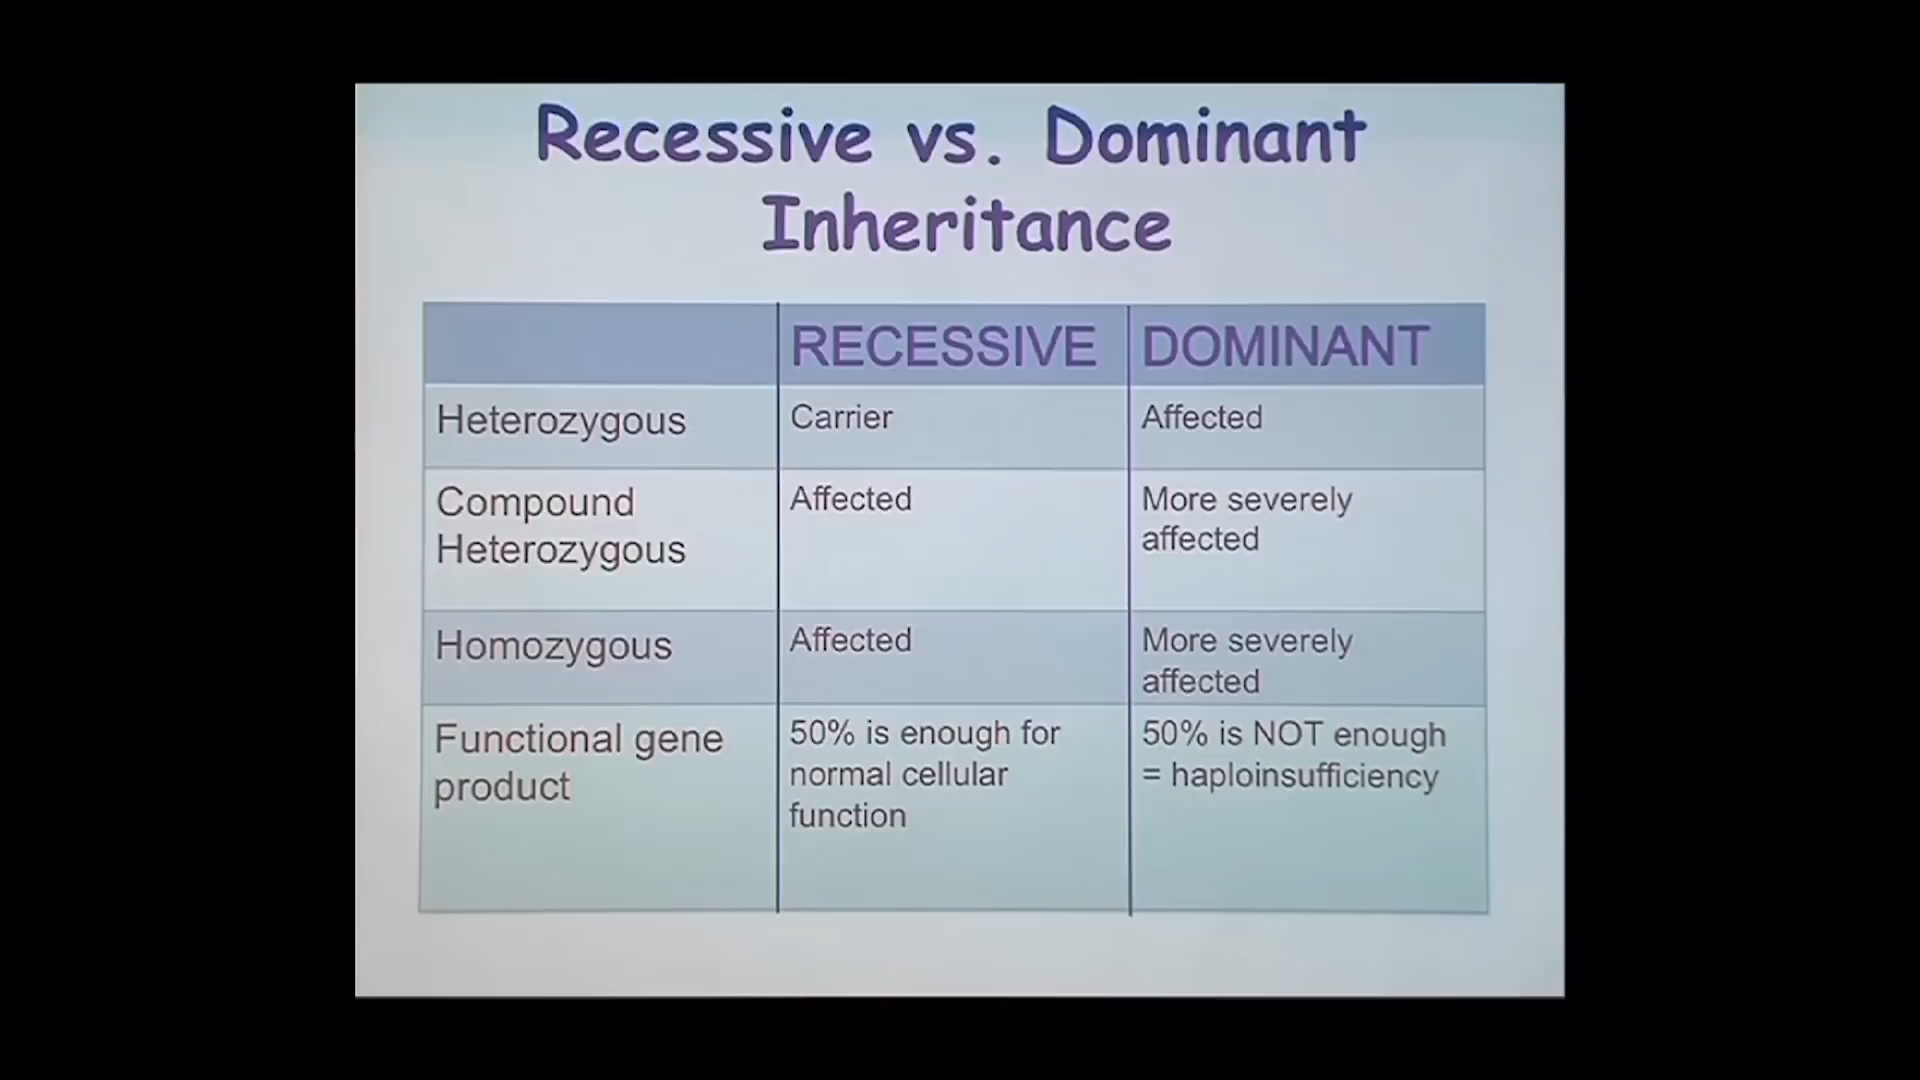 Recessive vs. Dominant
Inheritance
RECESSIVE DOMINANT
Heterozygous Carrier Affected
Compound Heterozygous Affected More severely affected
Homozygous Affected More severely affected
Functional gene product 50% is enough for normal cellular function 50% is NOT enough = haploinsufficiency